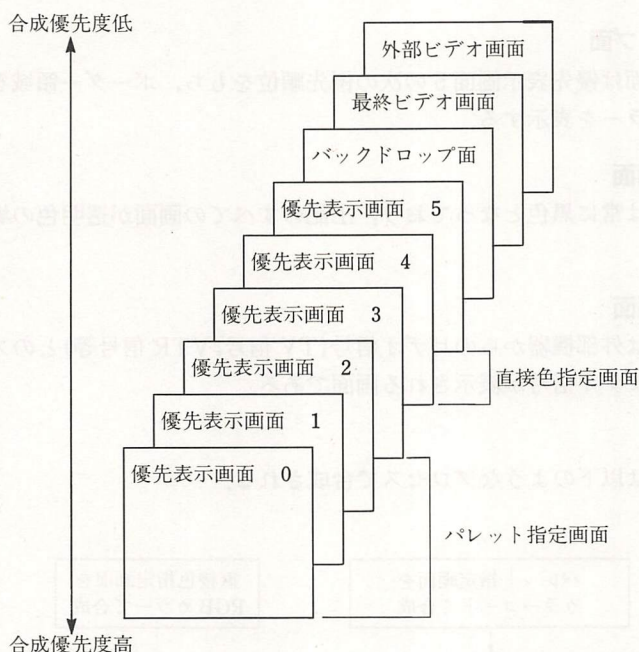 合成優先度低
外部ビデオ画面
最終ビデオ画面
バックドロップ面
優先表示画面 5
優先表示画面 4
優先表示画面 3
優先表示画面 2
優先表示画面 1
優先表示画面 0
直接色指定画面
パレット指定画面
合成優先度高